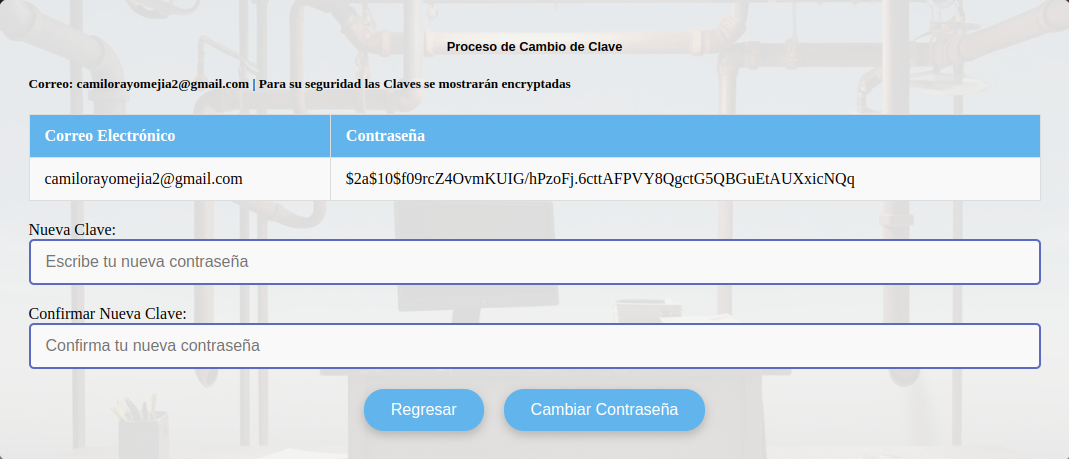 Proceso de Cambio de Clave
Correo: camilorayomejia2@gmail.com | Para su seguridad las Claves se mostrarán encryptadas
Correo Electrónico Contraseña
camilorayomejia2@gmail.com $2a$10$f09rcZ4OvmKUIG/hPzoFj.6cttAFPVY8QgctG5QBGuEtAUXxicNQq
Nueva Clave:
Escribe tu nueva contraseña
Confirmar Nueva Clave:
Confirma tu nueva contraseña
Regresar Cambiar Contraseña